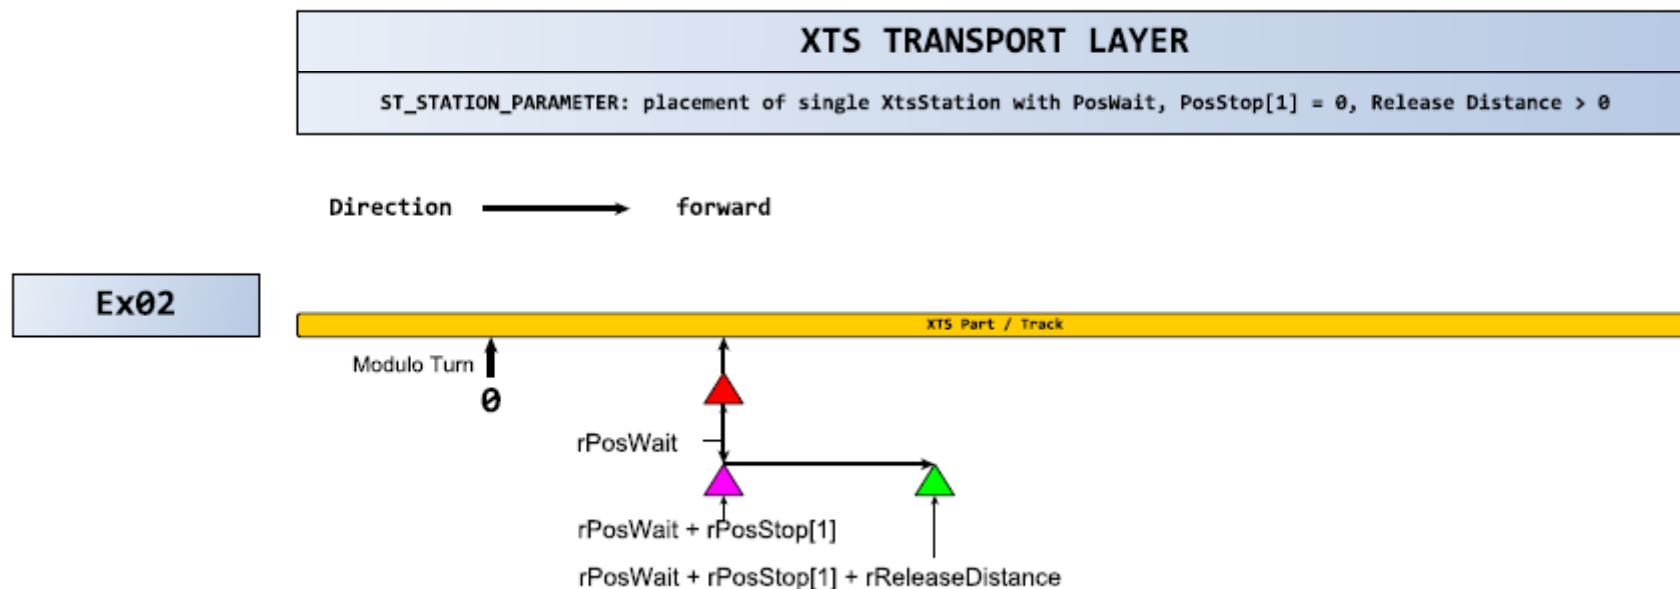 XTS TRANSPORT LAYER
ST_STATION_PARAMETER: placement of single XtsStation with PosWait, PosStop[1] = 0, Release Distance > 0
Direction
forward
Ex02
XTS Part / Track
Modulo Turn
0
rPosWait
rPosWait + rPosStop[1]
rPosWait + rPosStop[1] + rReleaseDistance